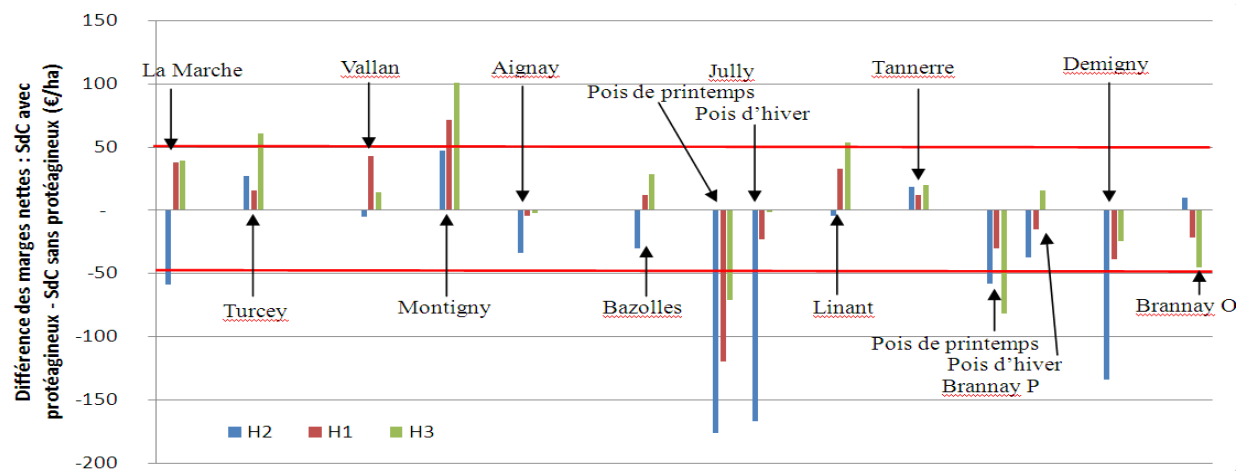 Différence des marges nettes : SdC avec
protéagineux - SdC sans protéagineux (€/ha)
150
100
50
-
-50
-100
-150
-200
La Marche
Vallan
Aignay
Jully
Tannerre
Demigny
Pois de printemps
Pois d’hiver
Turcey
Montigny
Bazolles
Linant
Brannay O
Pois de printemps
Pois d’hiver
Brannay P
H2 H1 H3